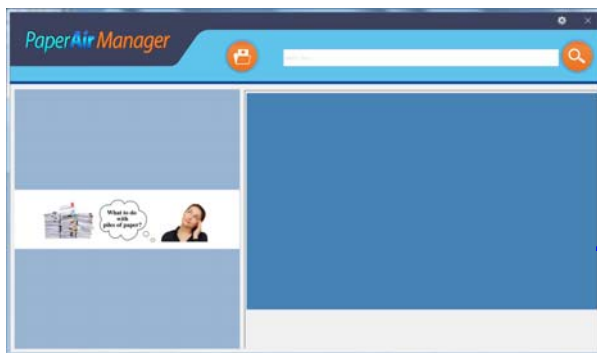 PaperAir Manager
What to do
with
piles of paper?